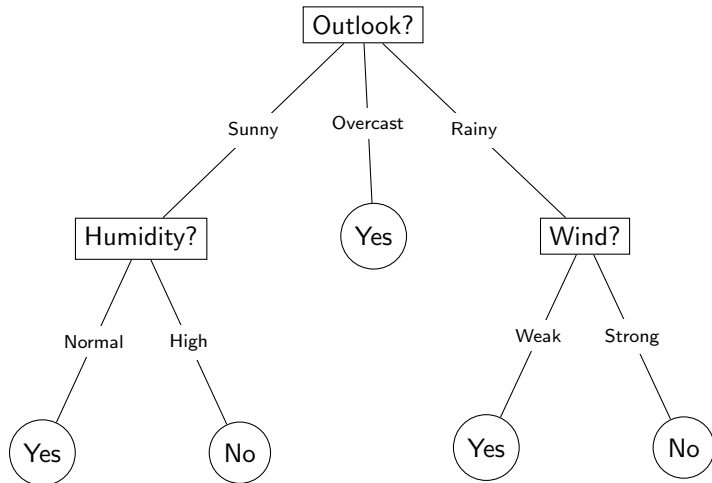 Outlook?
Sunny
Overcast
Rainy
Humidity?
Yes
Wind?
Normal
High
Weak
Strong
Yes
No
Yes
No